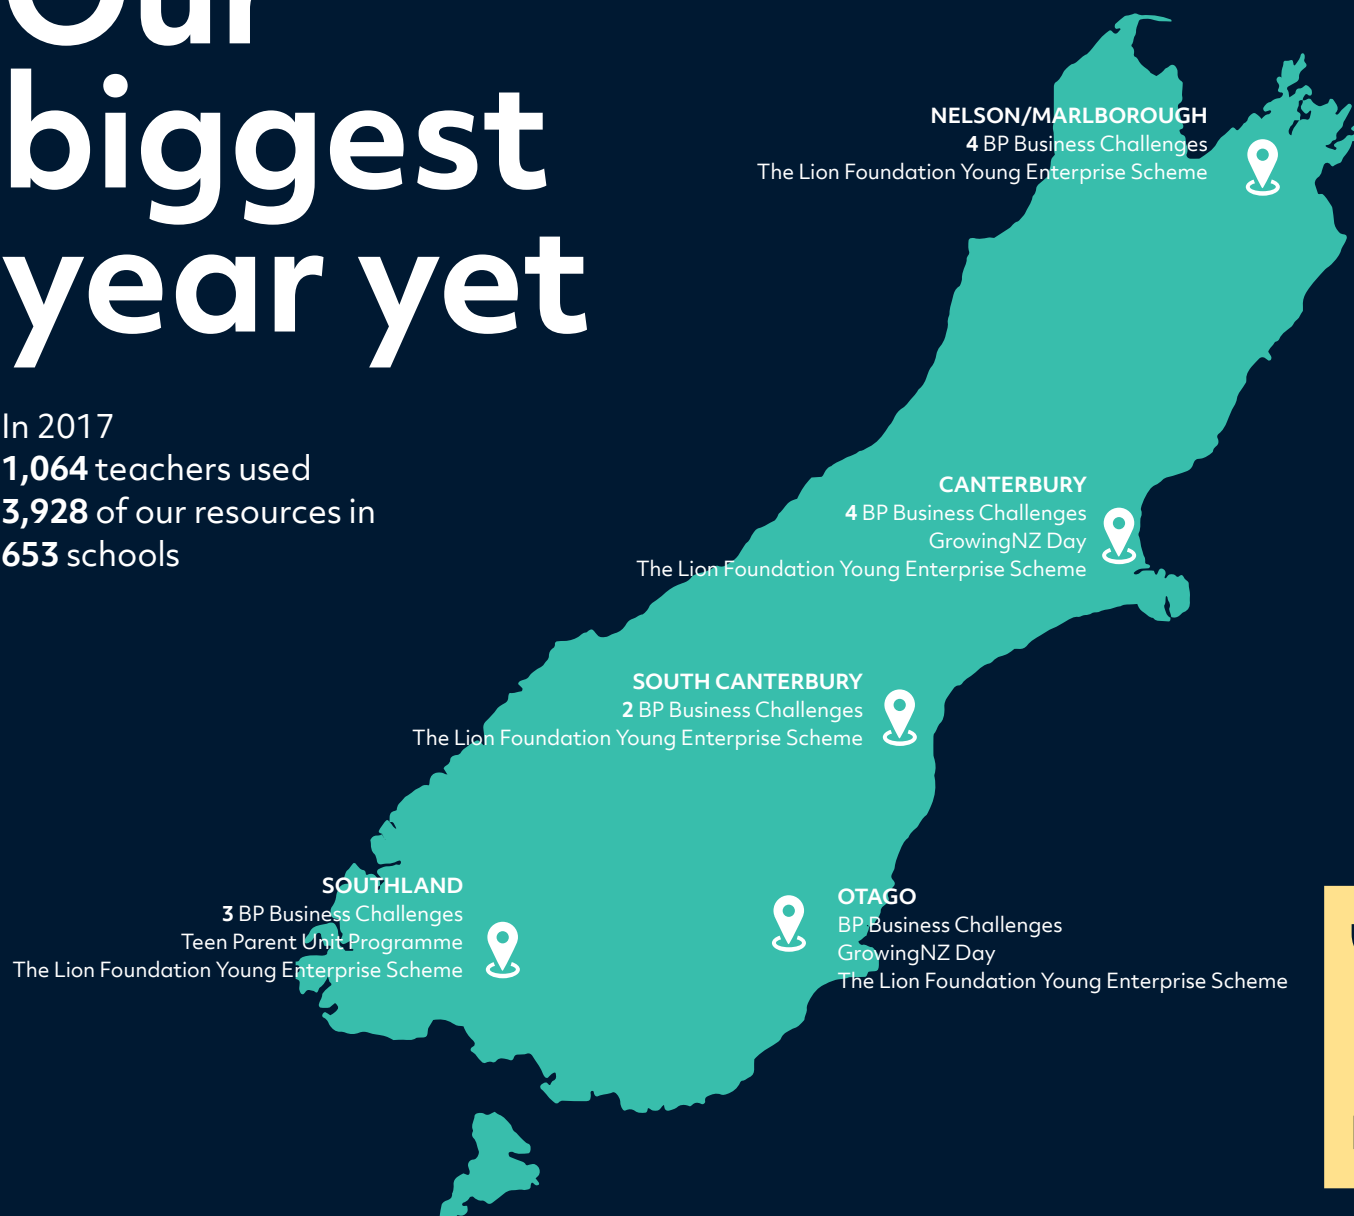 Our
biggest
year yet
In 2017
1,064 teachers used
3,928 of our resources in
653 schools
NELSON/MARLBOROUGH
4 BP Business Challenges
The Lion Foundation Young Enterprise Scheme
CANTERBURY
4 BP Business Challenges
GrowingNZ Day
The Lion Foundation Young Enterprise Scheme
SOUTH CANTERBURY
2 BP Business Challenges
The Lion Foundation Young Enterprise Scheme
SOUTHLAND
3 BP Business Challenges
Teen Parent Unit Programme
The Lion Foundation Young Enterprise Scheme
OTAGO
BP Business Challenges
GrowingNZ Day
The Lion Foundation Young Enterprise Scheme